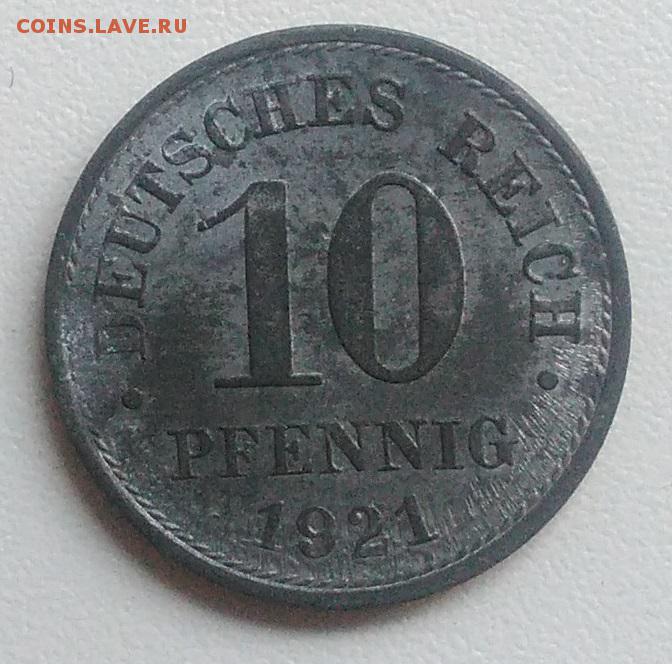 COINS.LAVE.RU
DEUTSCHES REICH
10
PFENNIG
1921